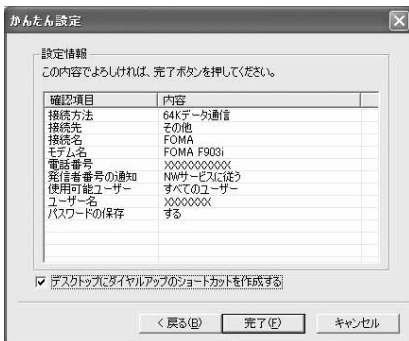 かんたん設定
設定情報
この内容でよろしければ、完了ボタンを押してください。
確認項目 内容
接続方法 64Kデータ通信
接続先 その他
接続名 FOMA
モデム名 FOMA F903i
電話番号 XXXXXXXXXX
発信者番号の通知 NWサービスに従う
使用可能ユーザー すべてのユーザー
ユーザー名 XXXXXXX
パスワードの保存 する
デスクトップにダイヤルアップのショートカットを作成する
< 戻る(B) 完了(F) キャンセル